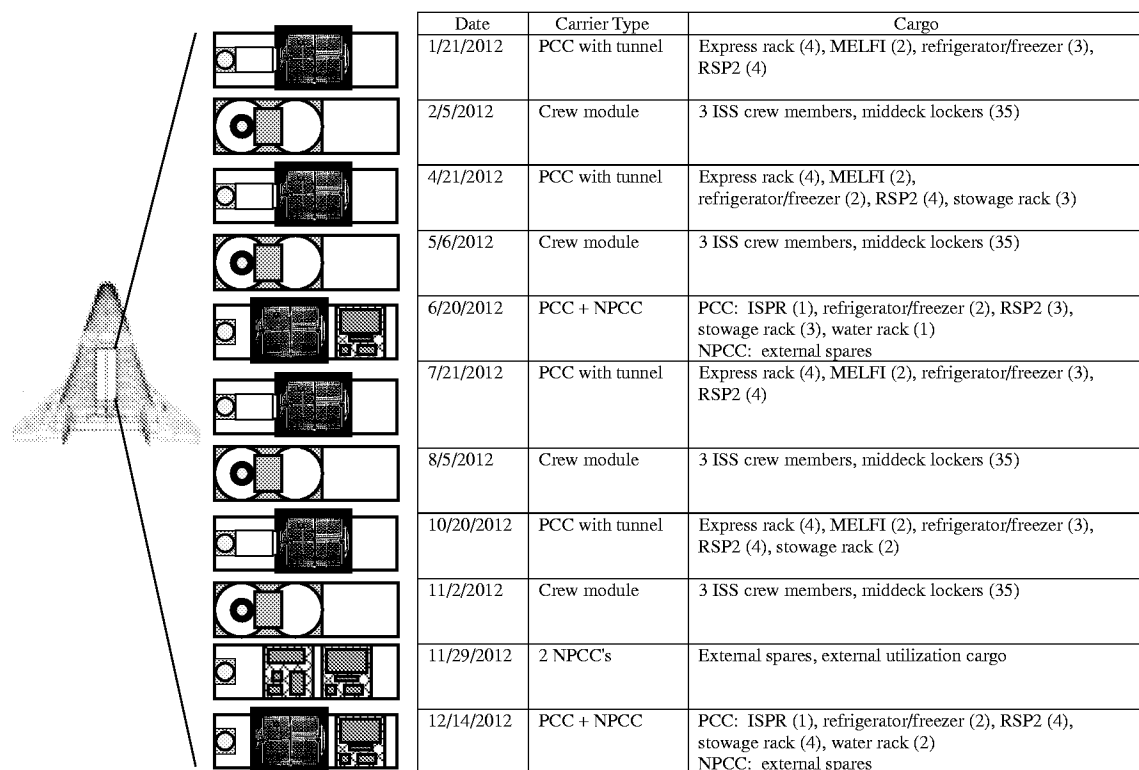 Date Carrier Type Cargo
1/21/2012 PCC with tunnel Express rack (4), MELFI (2), refrigerator/freezer (3),
RSP2 (4)
2/5/2012 Crew module 3 ISS crew members, middeck lockers (35)
4/21/2012 PCC with tunnel Express rack (4), MELFI (2),
refrigerator/freezer (2), RSP2 (4), stowage rack (3)
5/6/2012 Crew module 3 ISS crew members, middeck lockers (35)
6/20/2012 PCC + NPCC PCC: ISPR (1), refrigerator/freezer (2), RSP2 (3),
stowage rack (3), water rack (1)
NPCC: external spares
7/21/2012 PCC with tunnel Express rack (4), MELFI (2), refrigerator/freezer (3),
RSP2 (4)
8/5/2012 Crew module 3 ISS crew members, middeck lockers (35)
10/20/2012 PCC with tunnel Express rack (4), MELFI (2), refrigerator/freezer (3),
RSP2 (4), stowage rack (2)
11/2/2012 Crew module 3 ISS crew members, middeck lockers (35)
11/29/2012 2 NPCC's External spares, external utilization cargo
12/14/2012 PCC + NPCC PCC: ISPR (1), refrigerator/freezer (2), RSP2 (4),
stowage rack (4), water rack (2)
NPCC: external spares